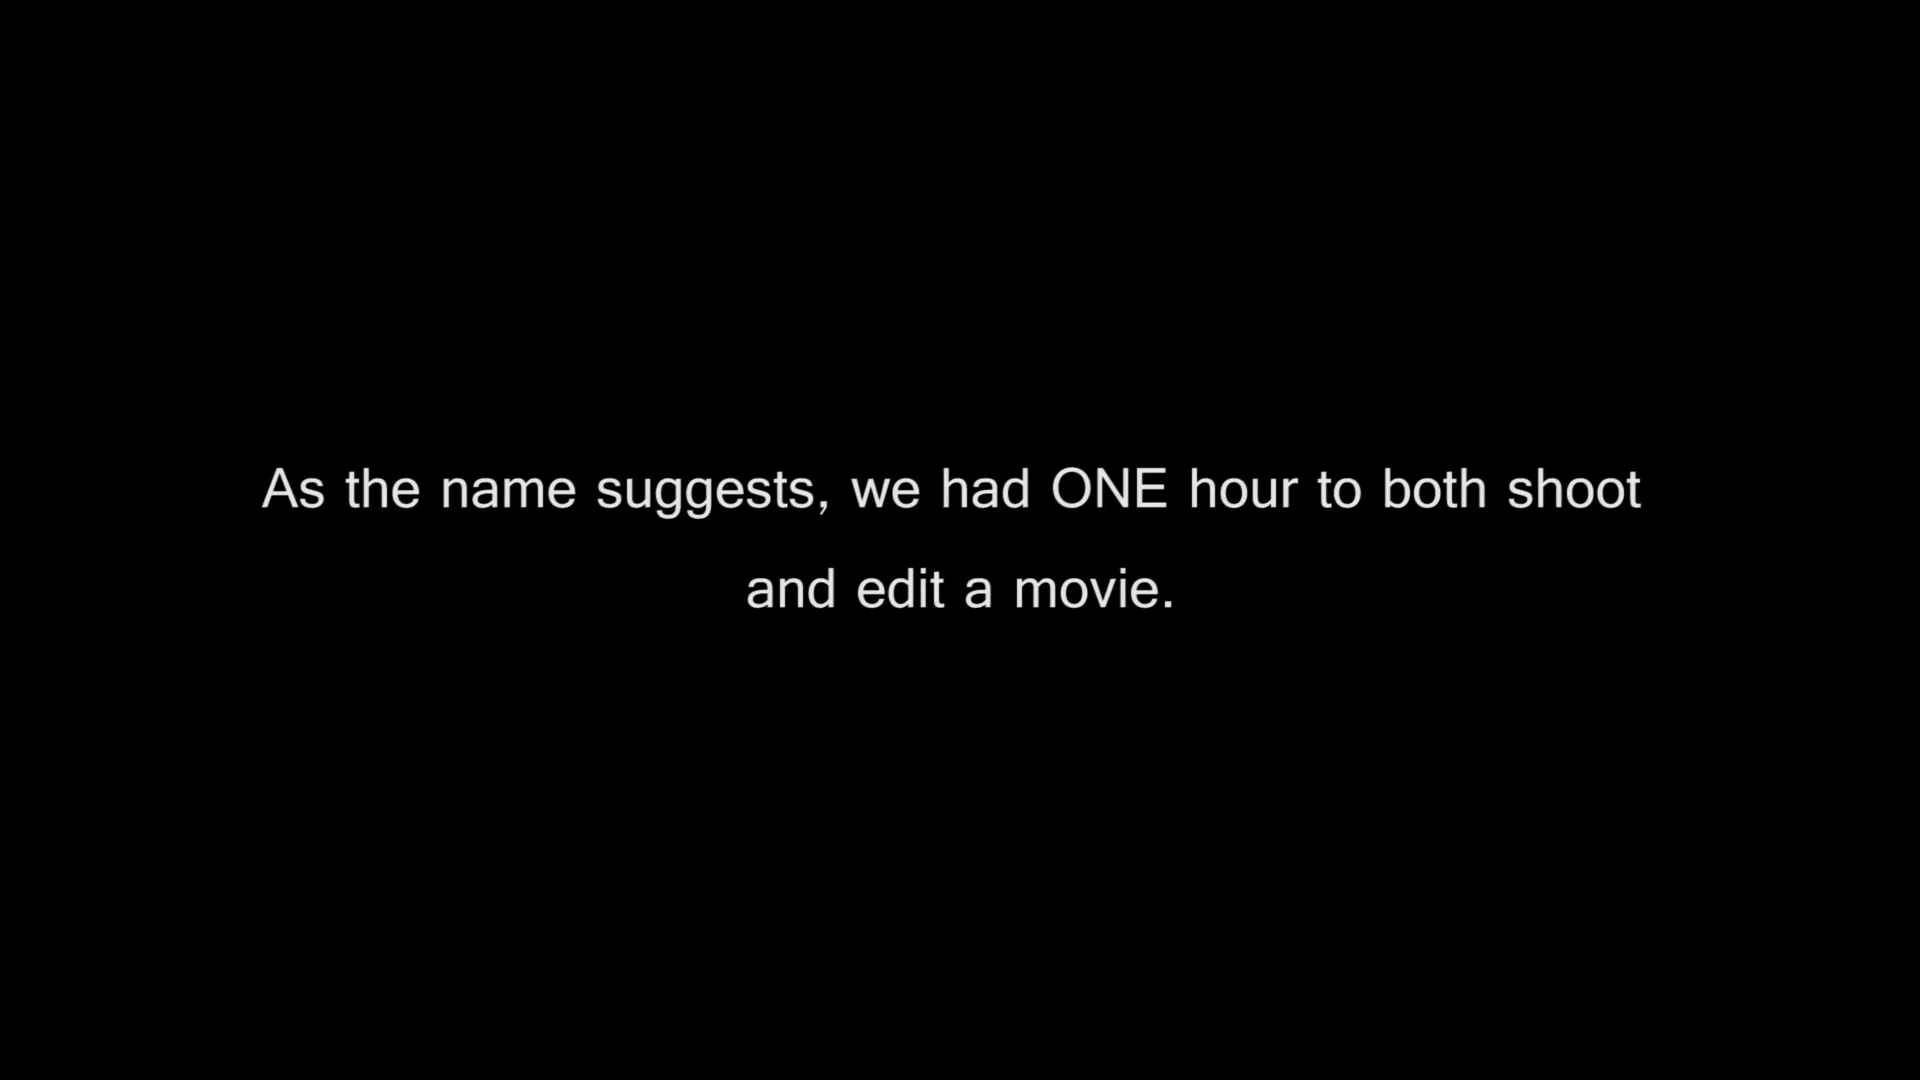 As the name suggests, we had ONE hour to both shoot
and edit a movie.